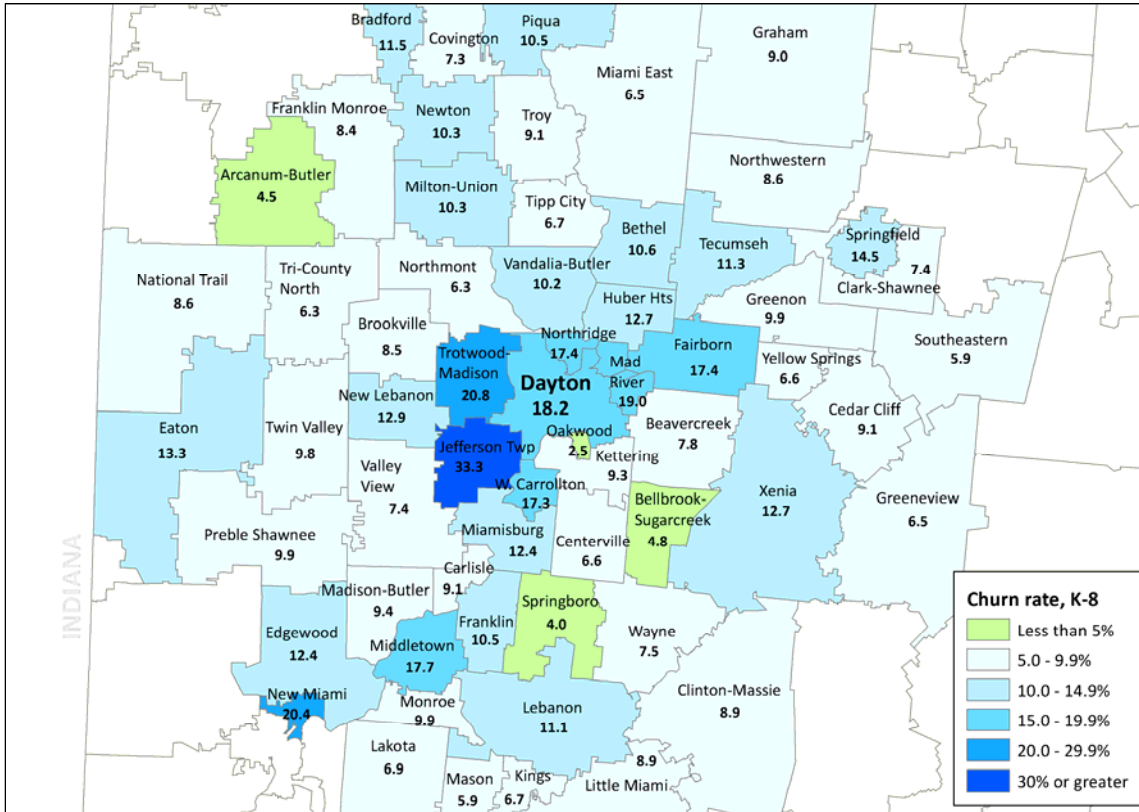 Bradford
11.5
Covington
7.3
Piqua
10.5
Graham
9.0
Miami East
6.5
Franklin Monroe
8.4
Newton
10.3
Troy
9.1
Arcanum-Butler
4.5
Milton-Union
10.3
Tipp City
6.7
Northwestern
8.6
Bethel
10.6
Tecumseh
11.3
Springfield
14.5
7.4
Clark-Shawnee
National Trail
8.6
Tri-County
North
6.3
Northmont
6.3
Vandalia-Butler
10.2
Huber Hts
12.7
Greenon
9.9
Southeastern
5.9
Brookville
8.5
Northridge
17.4
Mad
River
19.0
Fairborn
17.4
Yellow Springs
6.6
Trotwood-
Madison
20.8
Dayton
18.2
New Lebanon
12.9
Cedar Cliff
9.1
Eaton
13.3
Twin Valley
9.8
Oakwood
2.5
Beavercreek
7.8
Jefferson Twp
33.3
Kettering
9.3
Valley
View
7.4
W. Carrollton
17.3
Bellbrook-
Sugarcreek
4.8
Xenia
12.7
Greeneview
6.5
Preble Shawnee
9.9
Miamisburg
12.4
Centerville
6.6
Carlisle
9.1
Madison-Butler
9.4
Springboro
4.0
INDIANA
Edgewood
12.4
Middletown
17.7
Franklin
10.5
Wayne
7.5
New Miami
20.4
Monroe
9.9
Lebanon
11.1
Clinton-Massie
8.9
Lakota
6.9
Mason
5.9
Kings
6.7
8.9
Little Miami
Churn rate, K-8
Less than 5%
5.0 - 9.9%
10.0 - 14.9%
15.0 - 19.9%
20.0 - 29.9%
30% or greater